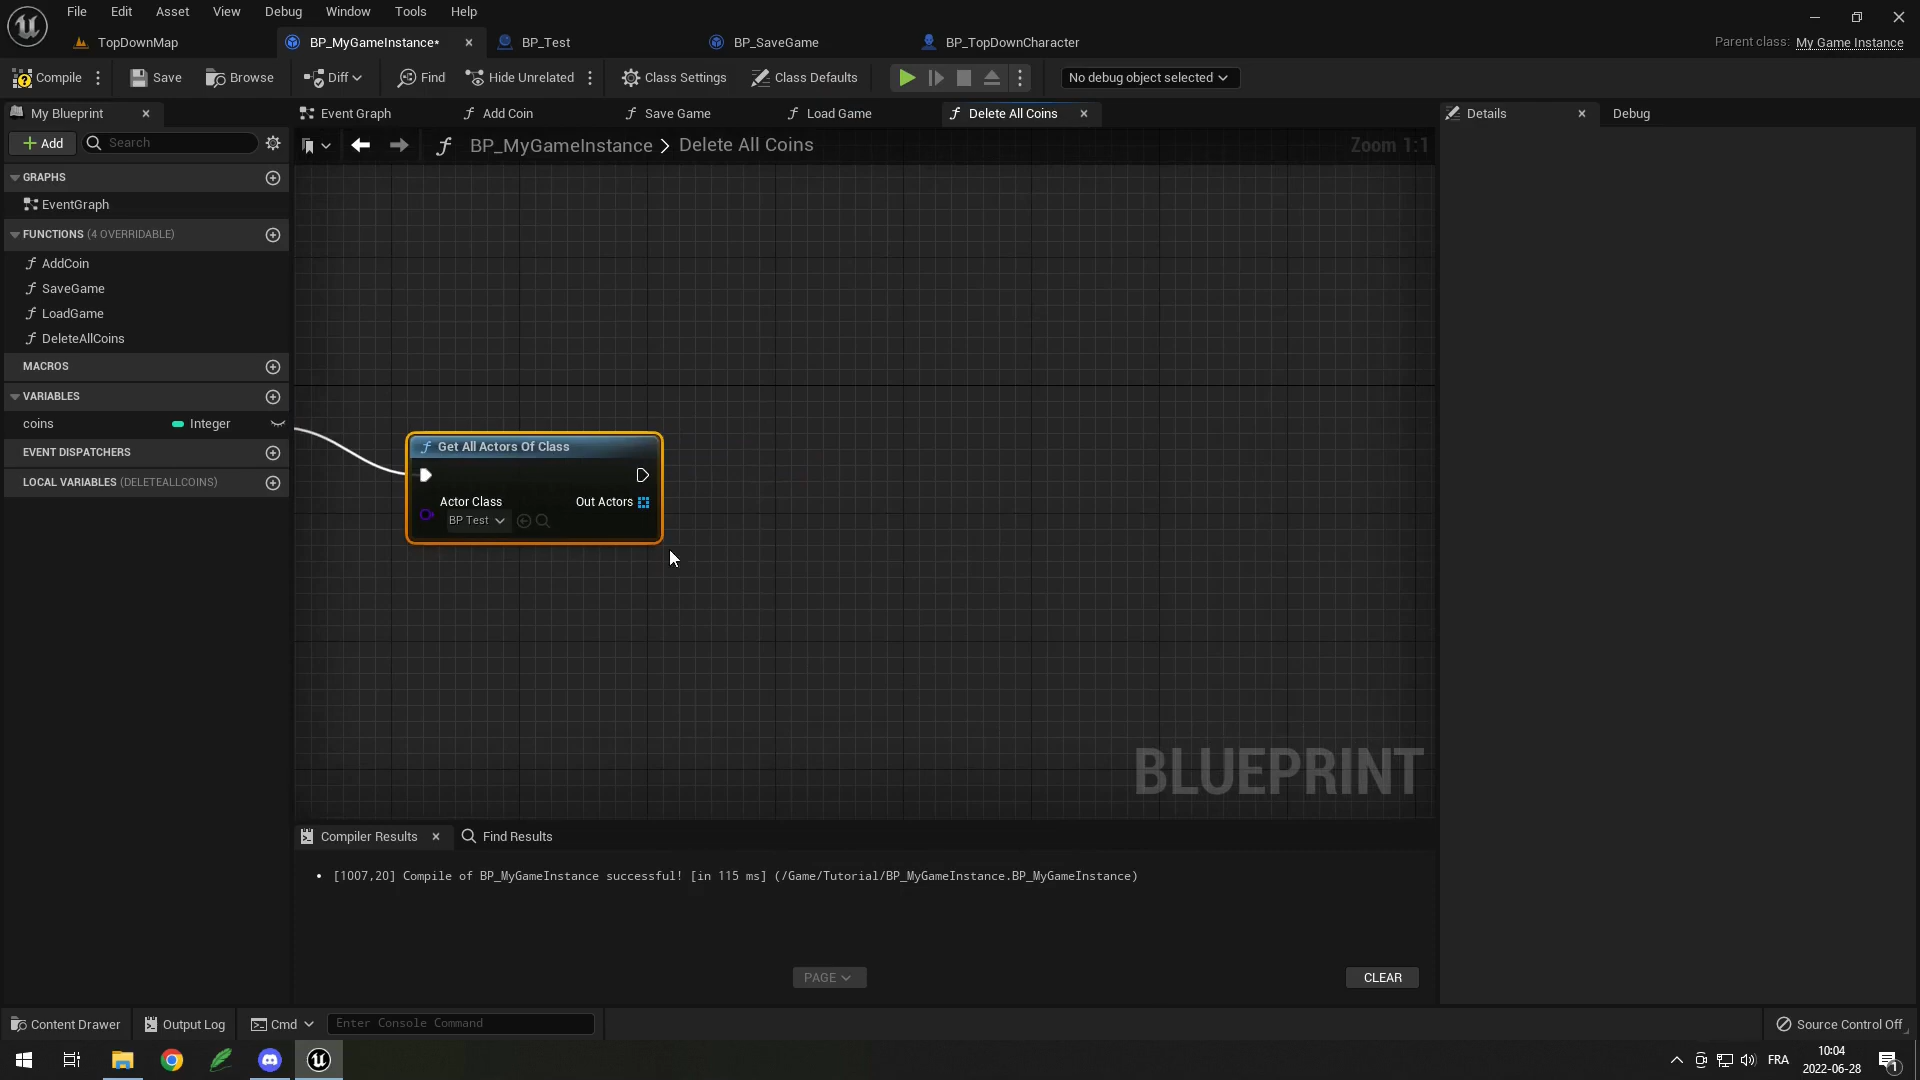 File Edit Asset View Debug Window Tools Help
TopDownMap BP_MyGameInstance* BP_Test BP_SaveGame BP_TopDownCharacter Parent class: My Game Instance
Compile Save Browse Diff Find Hide Unrelated Class Settings Class Defaults No debug object selected
My Blueprint Event Graph Add Coin Save Game Load Game Delete All Coins Details Debug
Add Search BP_MyGameInstance > Delete All Coins Zoom 1:1
GRAPHS
EventGraph
FUNCTIONS (4 OVERRIDABLE)
AddCoin
SaveGame
LoadGame
DeleteAllCoins
MACROS
VARIABLES
coins Integer
EVENT DISPATCHERS
LOCAL VARIABLES (DELETEALLCOINS)
Get All Actors Of Class
Actor Class Out Actors
BP Test
BLUEPRINT
Compiler Results Find Results
[1007,20] Compile of BP_MyGameInstance successful! [in 115 ms] (/Game/Tutorial/BP_MyGameInstance.BP_MyGameInstance)
PAGE CLEAR
Content Drawer Output Log Cmd Enter Console Command Source Control Off
FRA 10:04
2022-06-28 1